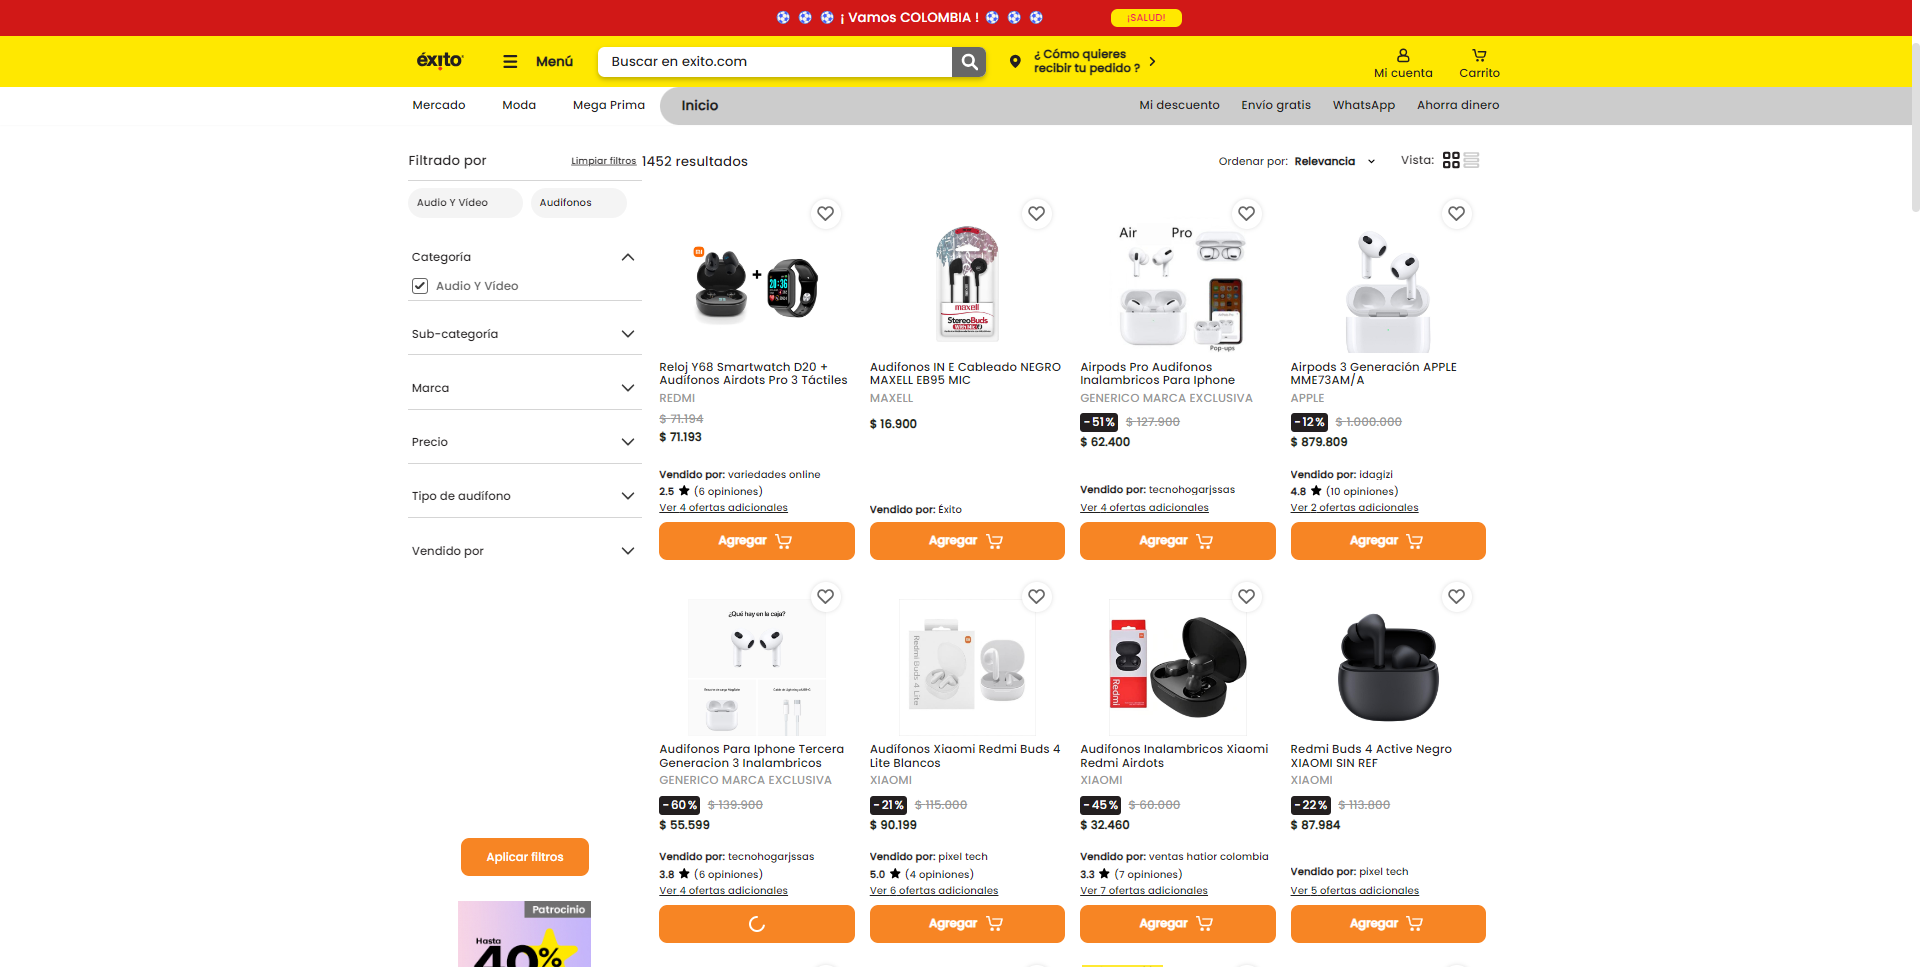 ¡ Vamos COLOMBIA !
¡SALUD!
éxito
Menú
Buscar en exito.com
¿ Cómo quieres
recibir tu pedido ?
Mi cuenta
Carrito
Mercado
Moda
Mega Prima
Inicio
Mi descuento
Envío gratis
WhatsApp
Ahorra dinero
Filtrado por
Limpiar filtros
1452 resultados
Ordenar por: Relevancia
Vista:
Audio Y Vídeo
Audifonos
Categoría
Audio Y Vídeo
Sub-categoría
Marca
Precio
Tipo de audífono
Vendido por
Aplicar filtros
Patrocinio
Hasta
40%
Reloj Y68 Smartwatch D20 +
Audífonos Airdots Pro 3 Táctiles
REDMI
$ 71.194
$ 71.193
Vendido por: variedades online
2.5 ★ (6 opiniones)
Ver 4 ofertas adicionales
Agregar
maxell
StereoBuds
Audifonos IN E Cableado NEGRO
MAXELL EB95 MIC
MAXELL
$ 16.900
Vendido por: Éxito
Agregar
Air
Pro
Pop-ups
Airpods Pro Audifonos
Inalambricos Para Iphone
GENERICO MARCA EXCLUSIVA
-51% $ 127.900
$ 62.400
Vendido por: tecnohogarjssas
Ver 4 ofertas adicionales
Agregar
Airpods 3 Generación APPLE
MME73AM/A
APPLE
-12% $ 1.000.000
$ 879.809
Vendido por: idagizi
4.8 ★ (10 opiniones)
Ver 2 ofertas adicionales
Agregar
¿Qué hay en la caja?
Audífonos Para Iphone Tercera
Generacion 3 Inalambricos
GENERICO MARCA EXCLUSIVA
-60% $ 139.900
$ 55.599
Vendido por: tecnohogarjssas
3.8 ★ (6 opiniones)
Ver 4 ofertas adicionales
Redmi Buds 4 Lite
Audífonos Xiaomi Redmi Buds 4
Lite Blancos
XIAOMI
-21% $ 115.000
$ 90.199
Vendido por: pixel tech
5.0 ★ (4 opiniones)
Ver 6 ofertas adicionales
Agregar
Redmi
Audifonos Inalambricos Xiaomi
Redmi Airdots
XIAOMI
-45% $ 60.000
$ 32.460
Vendido por: ventas hatior colombia
3.3 ★ (7 opiniones)
Ver 7 ofertas adicionales
Agregar
Redmi Buds 4 Active Negro
XIAOMI SIN REF
XIAOMI
-22% $ 113.800
$ 87.984
Vendido por: pixel tech
Ver 5 ofertas adicionales
Agregar